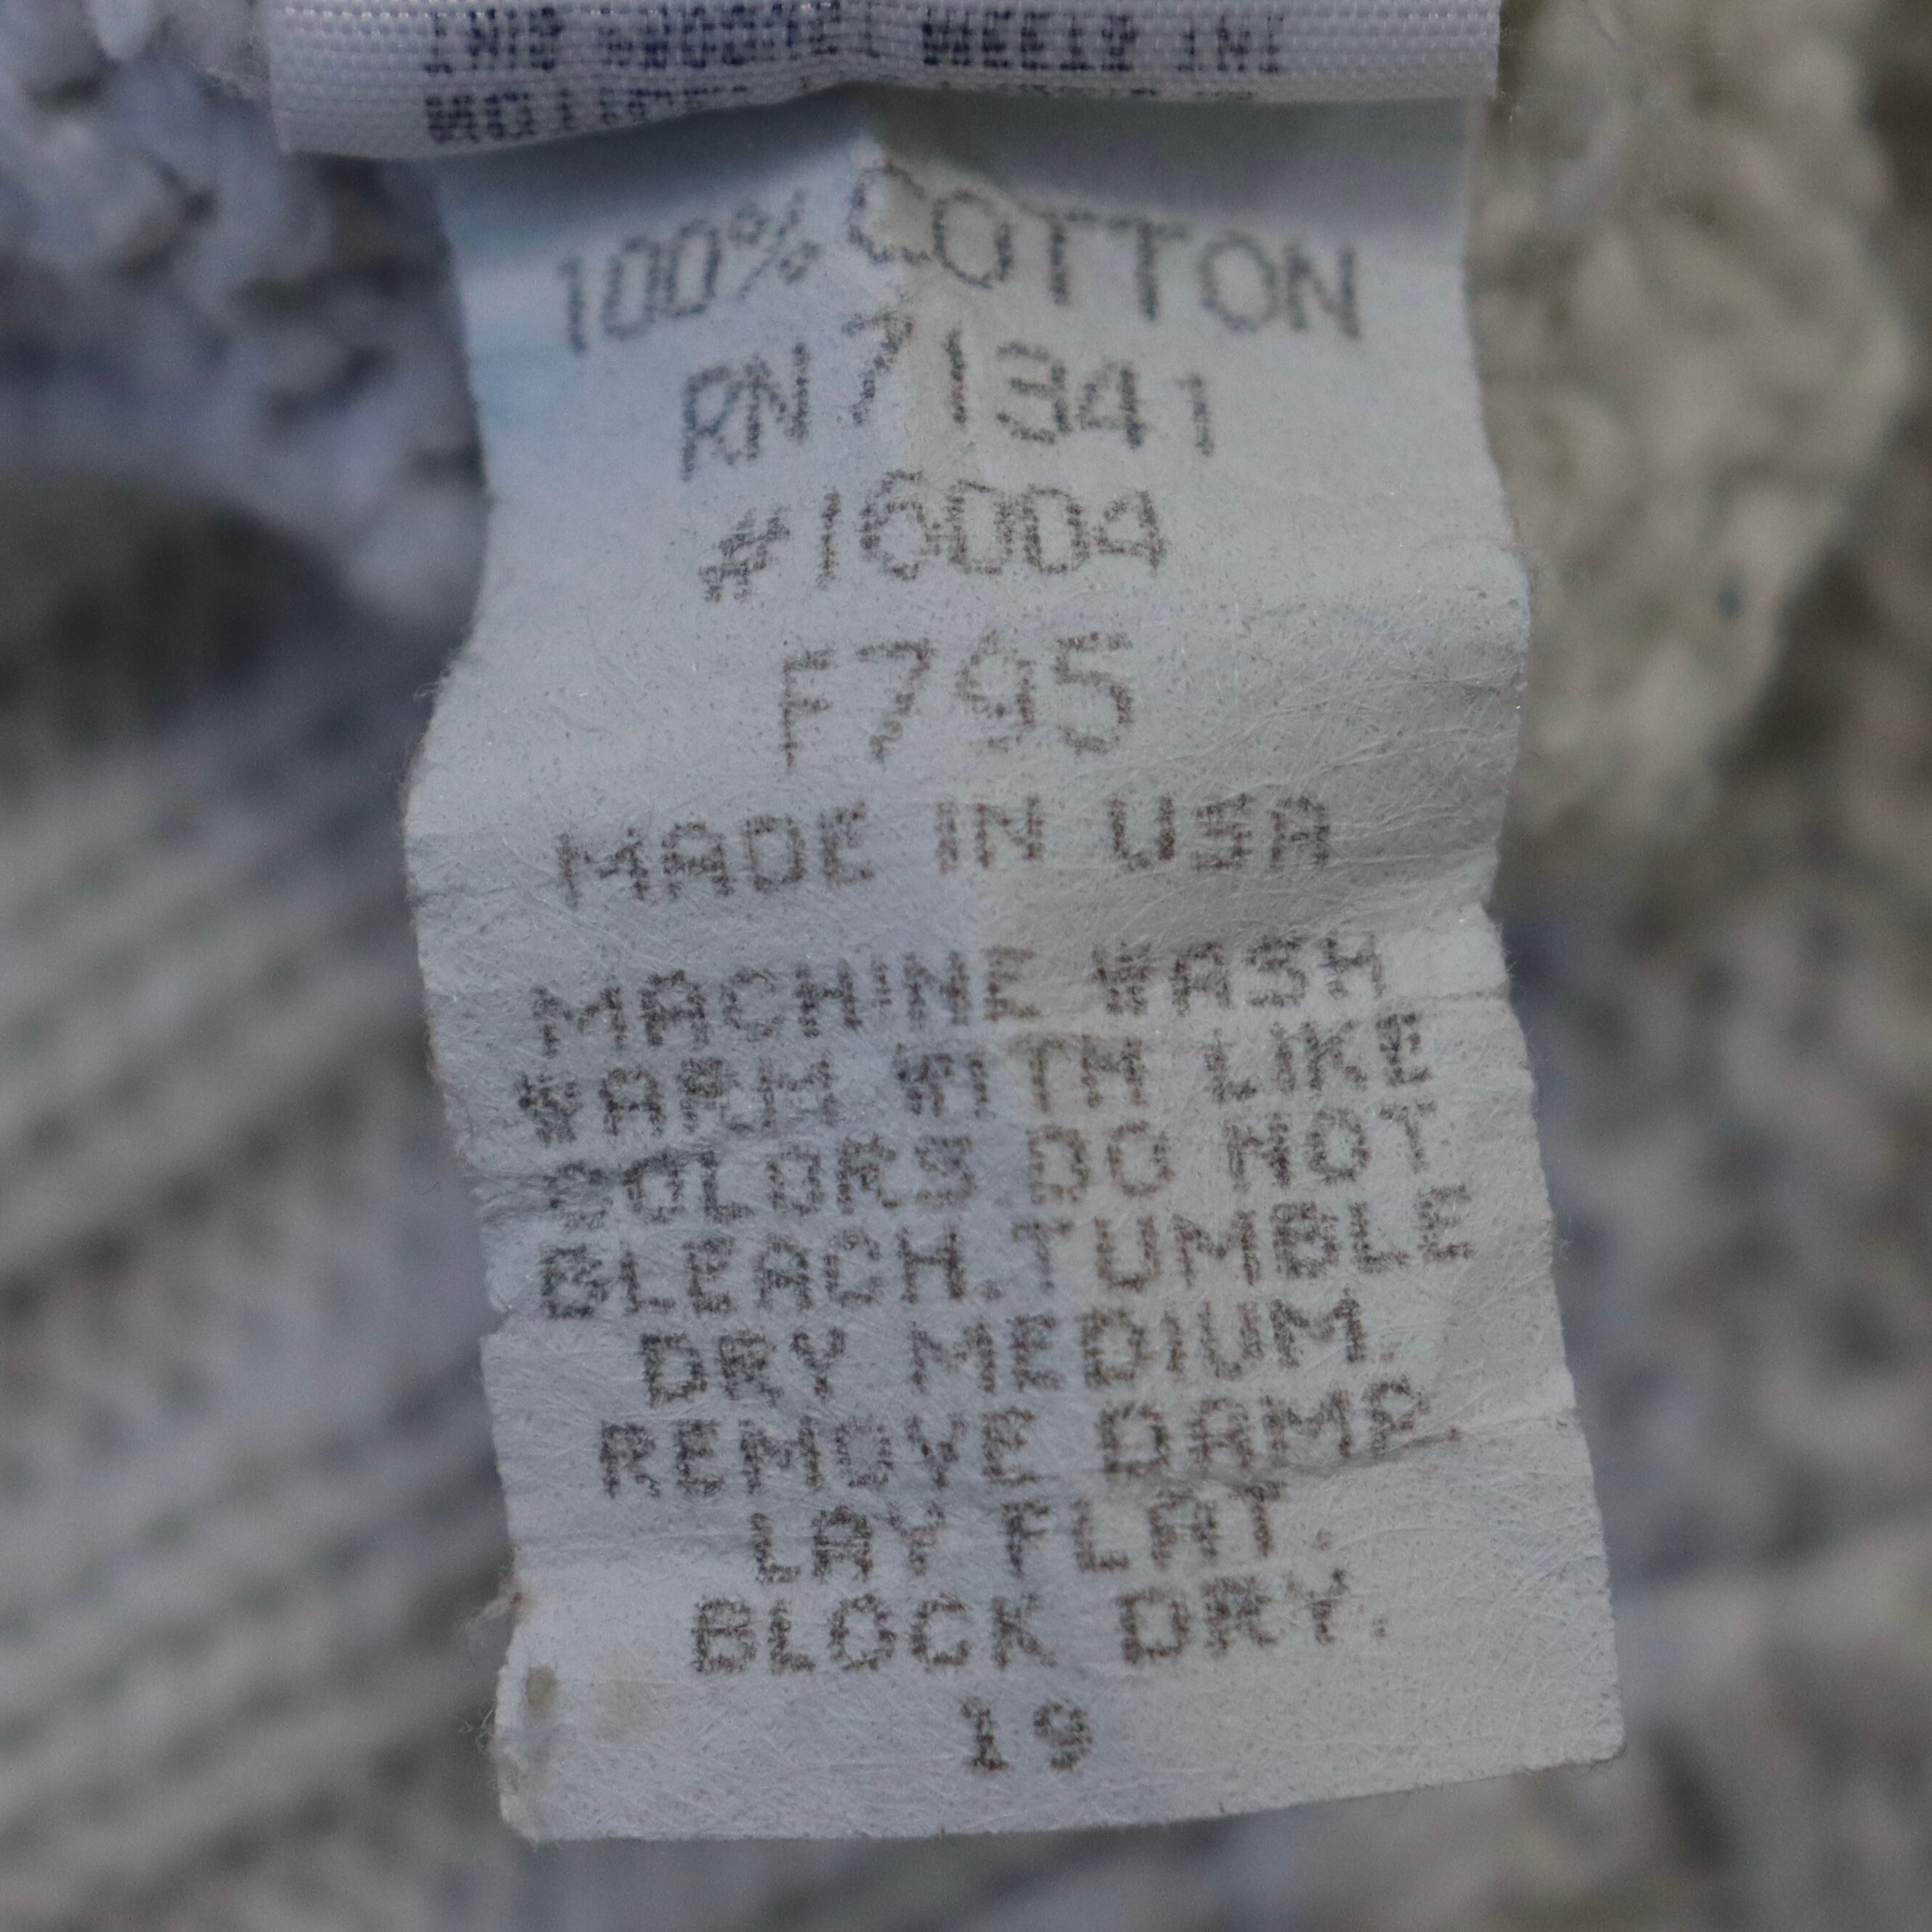 100% COTTON
RN 71341
#16004
F795
MADE IN USA
MACHINE WASH
WARM WITH LIKE
COLORS. DO NOT
BLEACH. TUMBLE
DRY MEDIUM.
REMOVE DAMP.
LAY FLAT.
BLOCK DRY.
19